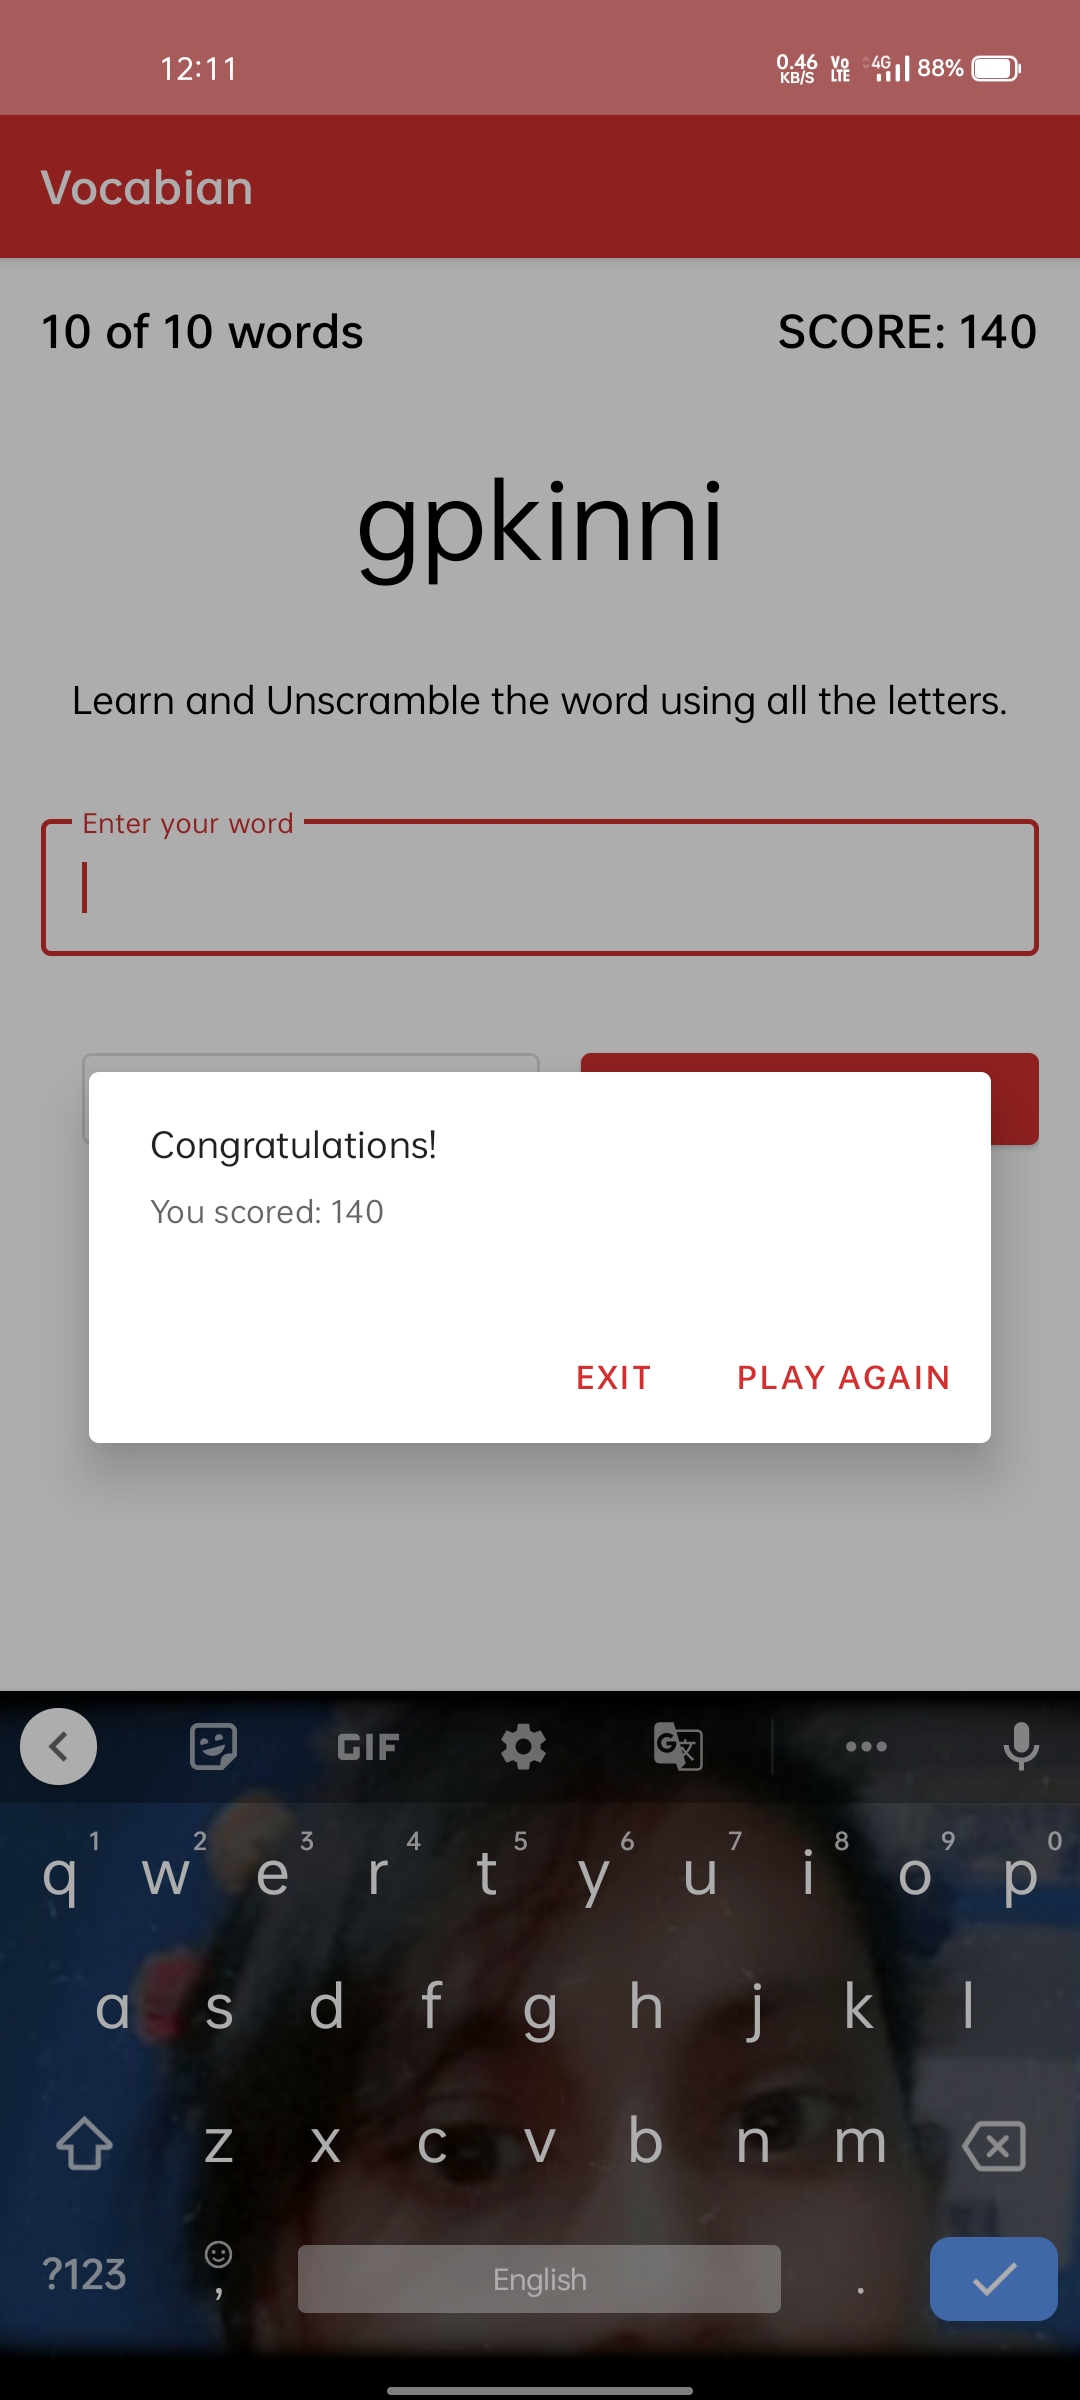 12:11
0.46 KB/S Vo LTE 4G 88%
Vocabian
10 of 10 words
SCORE: 140
gpkinni
Learn and Unscramble the word using all the letters.
Enter your word
Congratulations!
You scored: 140
EXIT PLAY AGAIN
GIF G 文
1 2 3 4 5 6 7 8 9 0
q w e r t y u i o p
a s d f g h j k l
z x c v b n m
?123 , English .